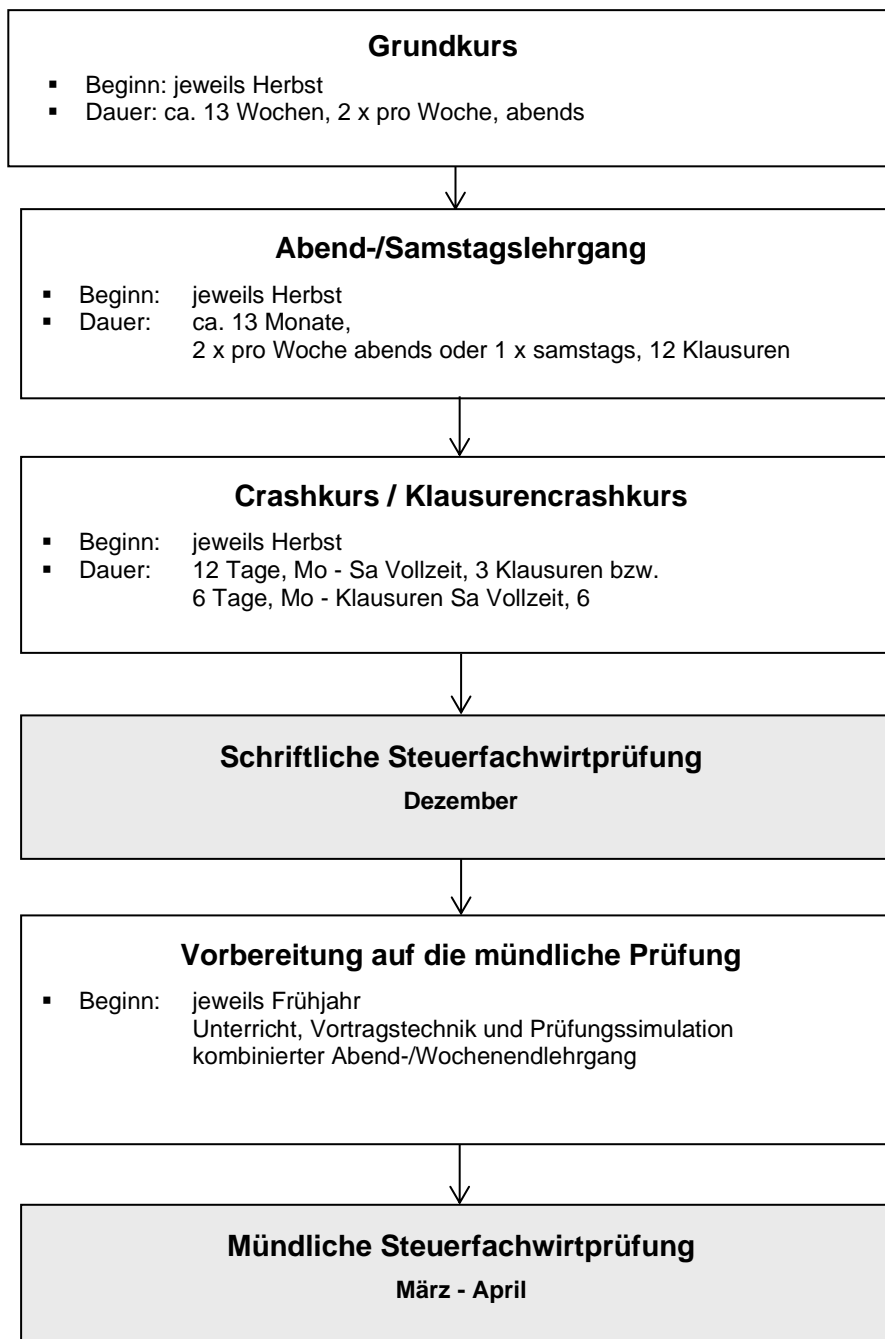 Grundkurs
▪ Beginn: jeweils Herbst
▪ Dauer: ca. 13 Wochen, 2 x pro Woche, abends
Abend-/Samstagslehrgang
▪ Beginn: jeweils Herbst
▪ Dauer: ca. 13 Monate,
2 x pro Woche abends oder 1 x samstags, 12 Klausuren
Crashkurs / Klausurencrashkurs
▪ Beginn: jeweils Herbst
▪ Dauer: 12 Tage, Mo - Sa Vollzeit, 3 Klausuren bzw.
6 Tage, Mo - Klausuren Sa Vollzeit, 6
Schriftliche Steuerfachwirtprüfung
Dezember
Vorbereitung auf die mündliche Prüfung
▪ Beginn: jeweils Frühjahr
Unterricht, Vortragstechnik und Prüfungssimulation
kombinierter Abend-/Wochenendlehrgang
Mündliche Steuerfachwirtprüfung
März - April